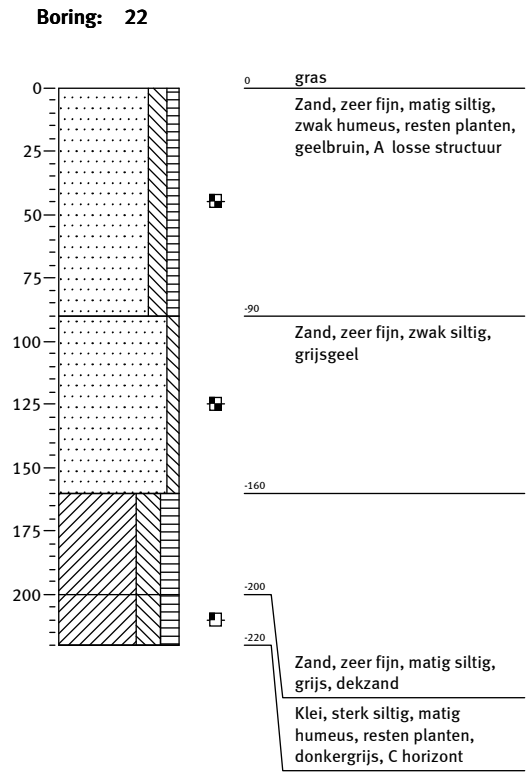 Boring: 22
0
25
50
75
100
125
150
175
200
0
gras
Zand, zeer fijn, matig siltig,
zwak humeus, resten planten,
geelbruin, A losse structuur
-90
Zand, zeer fijn, zwak siltig,
grijsgeel
-160
-200
-220
Zand, zeer fijn, matig siltig,
grijs, dekzand
Klei, sterk siltig, matig
humeus, resten planten,
donkergrijs, C horizont